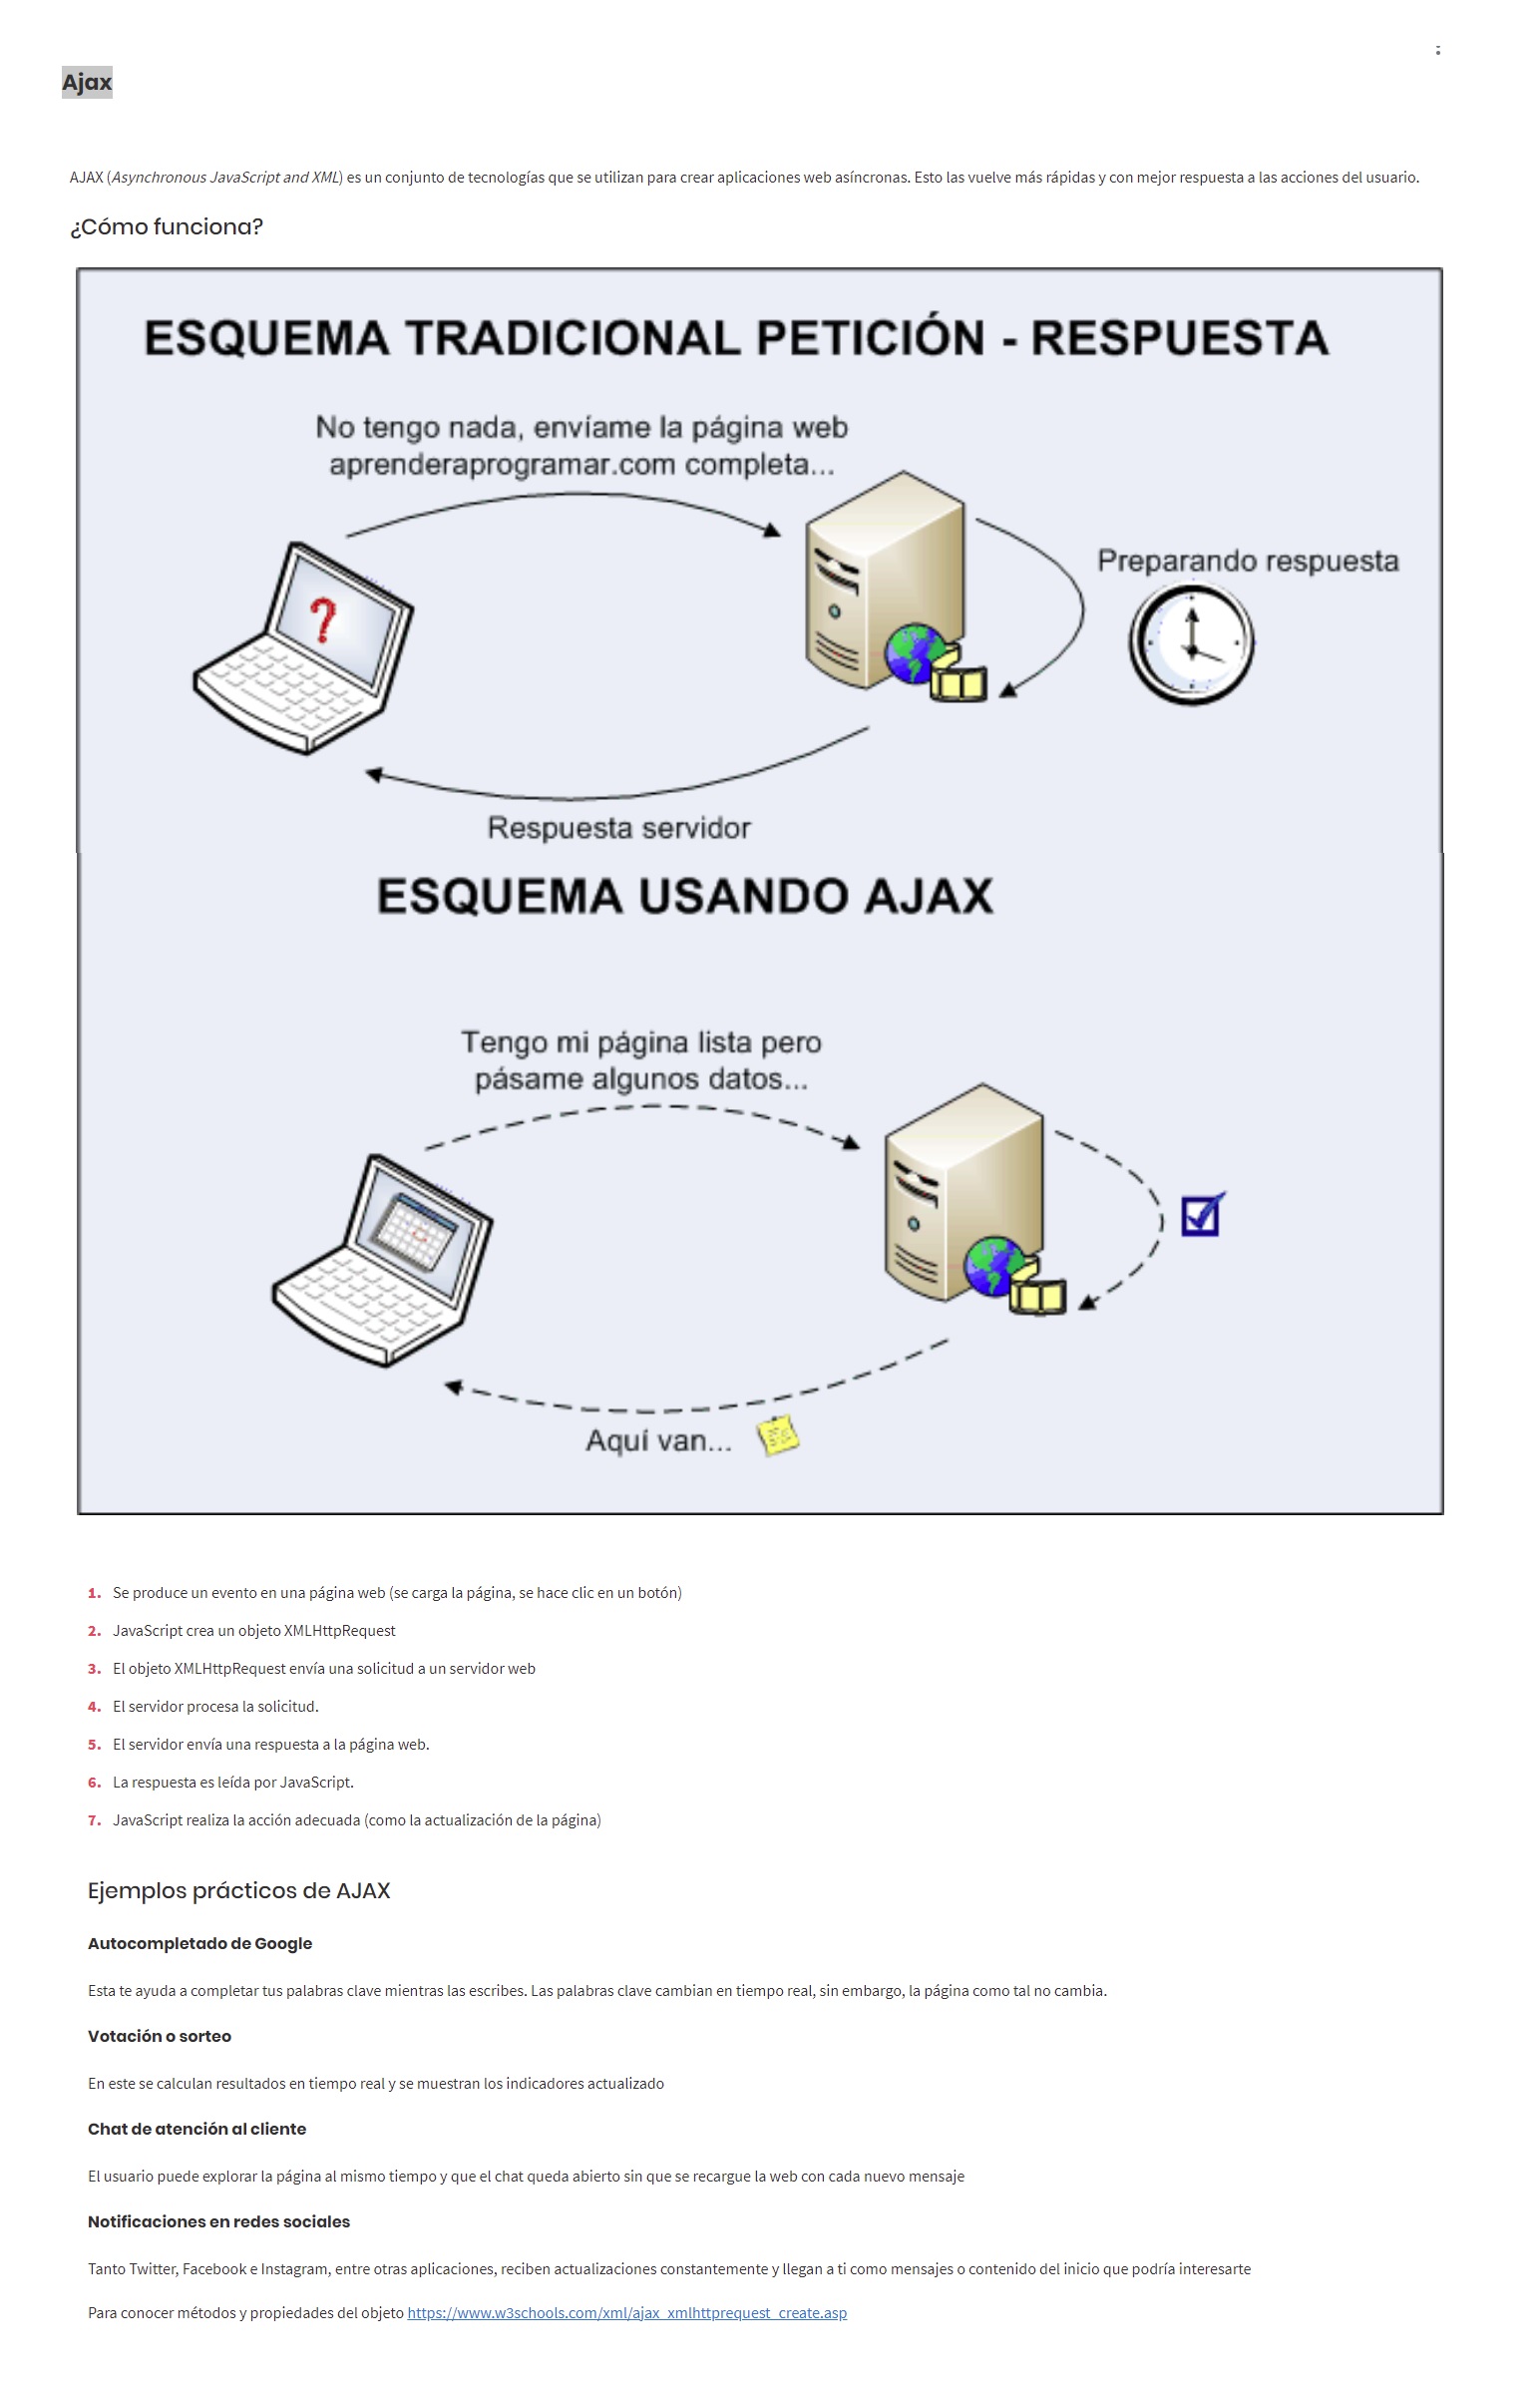 Ajax
AJAX (Asynchronous JavaScript and XML) es un conjunto de tecnologías que se utilizan para crear aplicaciones web asíncronas. Esto las vuelve más rápidas y con mejor respuesta a las acciones del usuario.
¿Cómo funciona?
ESQUEMA TRADICIONAL PETICIÓN - RESPUESTA
No tengo nada, envíame la página web
aprenderaprogramar.com completa...
?
Preparando respuesta
Respuesta servidor
ESQUEMA USANDO AJAX
Tengo mi página lista pero
pásame algunos datos...
Aquí van...
1. Se produce un evento en una página web (se carga la página, se hace clic en un botón)
2. JavaScript crea un objeto XMLHttpRequest
3. El objeto XMLHttpRequest envía una solicitud a un servidor web
4. El servidor procesa la solicitud.
5. El servidor envía una respuesta a la página web.
6. La respuesta es leída por JavaScript.
7. JavaScript realiza la acción adecuada (como la actualización de la página)
Ejemplos prácticos de AJAX
Autocompletado de Google
Esta te ayuda a completar tus palabras clave mientras las escribes. Las palabras clave cambian en tiempo real, sin embargo, la página como tal no cambia.
Votación o sorteo
En este se calculan resultados en tiempo real y se muestran los indicadores actualizado
Chat de atención al cliente
El usuario puede explorar la página al mismo tiempo y que el chat queda abierto sin que se recargue la web con cada nuevo mensaje
Notificaciones en redes sociales
Tanto Twitter, Facebook e Instagram, entre otras aplicaciones, reciben actualizaciones constantemente y llegan a ti como mensajes o contenido del inicio que podría interesarte
Para conocer métodos y propiedades del objeto https://www.w3schools.com/xml/ajax_xmlhttprequest_create.asp